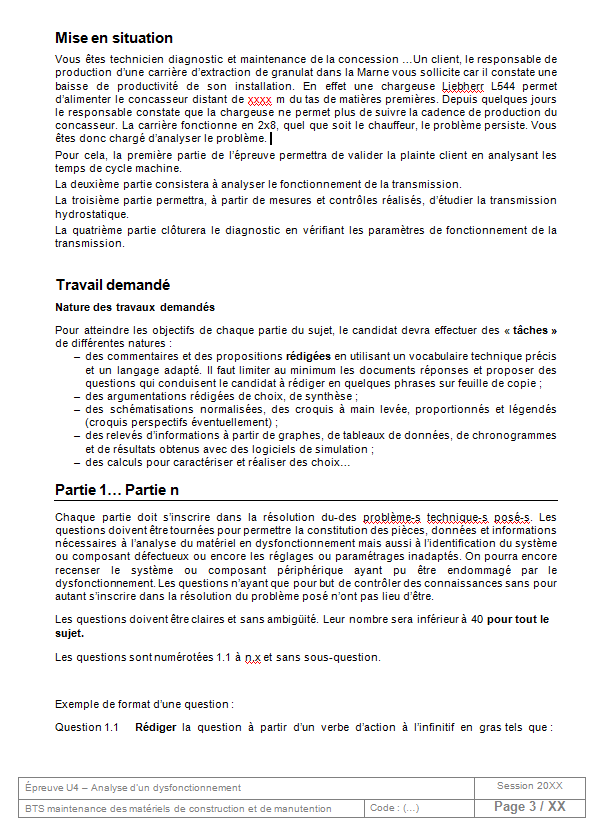 Mise en situation
Vous êtes technicien diagnostic et maintenance de la concession …Un client, le responsable de
production d'une carrière d'extraction de granulat dans la Marne vous sollicite car il constate une
baisse de productivité de son installation. En effet une chargeuse Liebherr L544 permet
d'alimenter le concasseur distant de xxxx m du tas de matières premières. Depuis quelques jours
le responsable constate que la chargeuse ne permet plus de suivre la cadence de production du
concasseur. La carrière fonctionne en 2x8, quel que soit le chauffeur, le problème persiste. Vous
êtes donc chargé d'analyser le problème.
Pour cela, la première partie de l'épreuve permettra de valider la plainte client en analysant les
temps de cycle machine.
La deuxième partie consistera à analyser le fonctionnement de la transmission.
La troisième partie permettra, à partir de mesures et contrôles réalisés, d'étudier la transmission
hydrostatique.
La quatrième partie clôturera le diagnostic en vérifiant les paramètres de fonctionnement de la
transmission.
Travail demandé
Nature des travaux demandés
Pour atteindre les objectifs de chaque partie du sujet, le candidat devra effectuer des « tâches »
de différentes natures :
– des commentaires et des propositions rédigées en utilisant un vocabulaire technique précis
et un langage adapté. Il faut limiter au minimum les documents réponses et proposer des
questions qui conduisent le candidat à rédiger en quelques phrases sur feuille de copie ;
– des argumentations rédigées de choix, de synthèse ;
– des schématisations normalisées, des croquis à main levée, proportionnés et légendés
(croquis perspectifs éventuellement) ;
– des relevés d'informations à partir de graphes, de tableaux de données, de chronogrammes
et de résultats obtenus avec des logiciels de simulation ;
– des calculs pour caractériser et réaliser des choix…
Partie 1… Partie n
Chaque partie doit s'inscrire dans la résolution du-des problème-s technique-s posé-s. Les
questions doivent être tournées pour permettre la constitution des pièces, données et informations
nécessaires à l'analyse du matériel en dysfonctionnement mais aussi à l'identification du système
ou composant défectueux ou encore les réglages ou paramétrages inadaptés. On pourra encore
recenser le système ou composant périphérique ayant pu être endommagé par le
dysfonctionnement. Les questions n'ayant que pour but de contrôler des connaissances sans pour
autant s'inscrire dans la résolution du problème posé n'ont pas lieu d'être.
Les questions doivent être claires et sans ambigüité. Leur nombre sera inférieur à 40 pour tout le
sujet.
Les questions sont numérotées 1.1 à n.x et sans sous-question.
Exemple de format d'une question :
Question 1.1 Rédiger la question à partir d'un verbe d'action à l'infinitif en gras tels que :
Épreuve U4 – Analyse d'un dysfonctionnement
Session 20XX
BTS maintenance des matériels de construction et de manutention
Code : (...)
Page 3 / XX